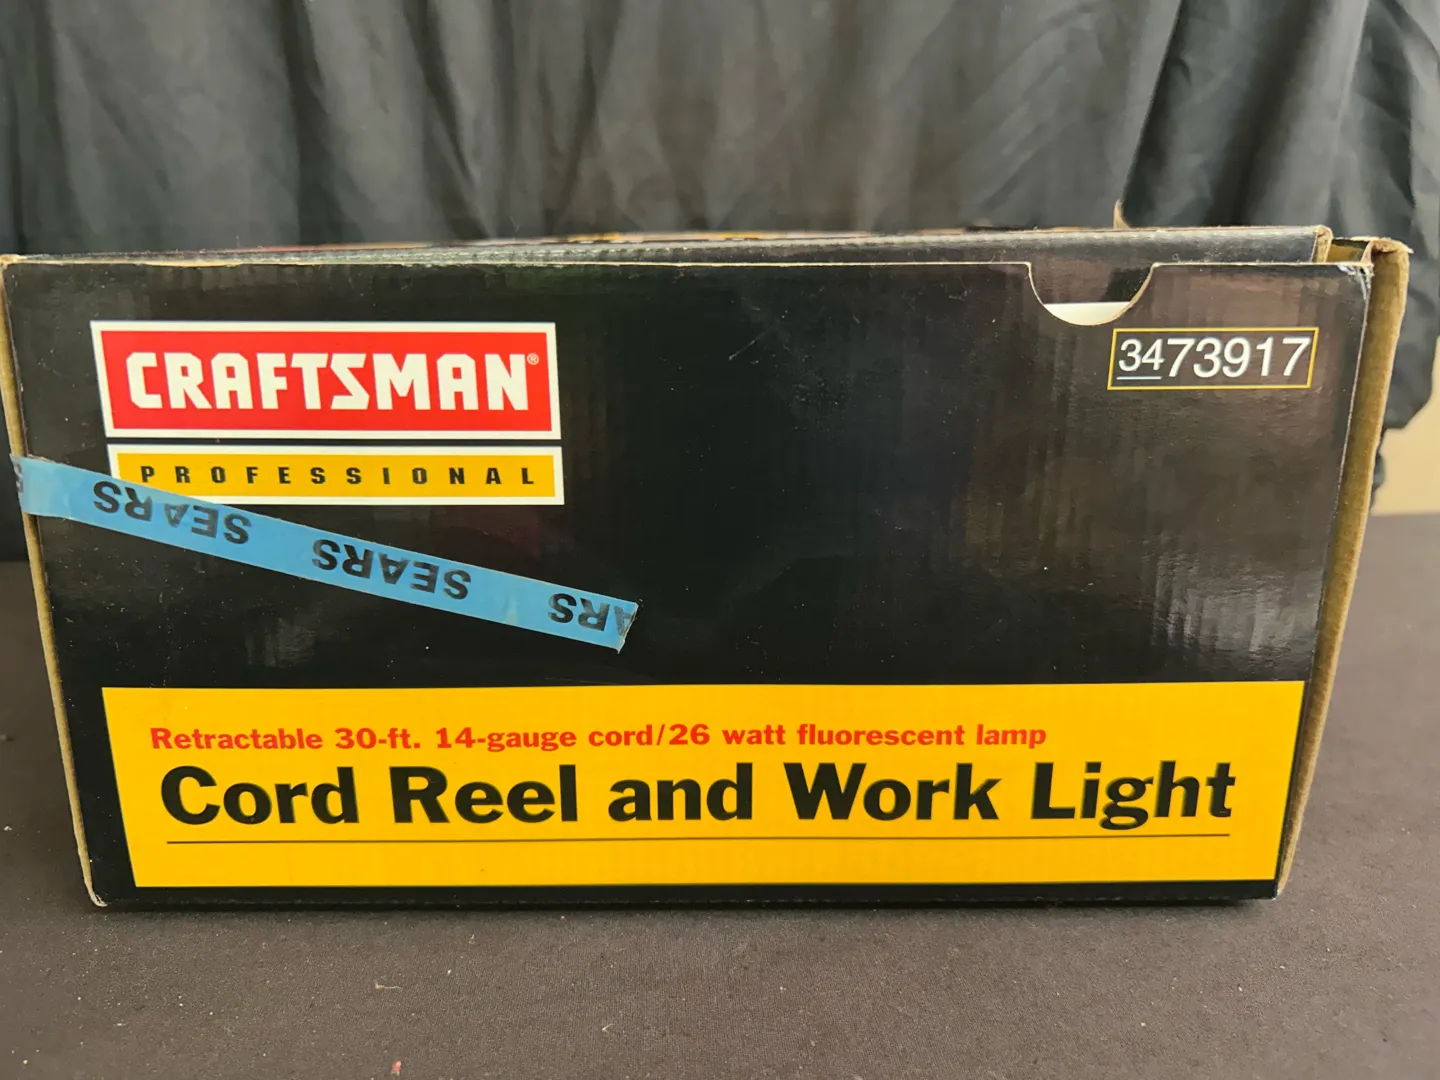 CRAFTSMAN®
3473917
PROFESSIONAL
SEARS
SEARS
ARS
Retractable 30-ft. 14-gauge cord/26 watt fluorescent lamp
Cord Reel and Work Light